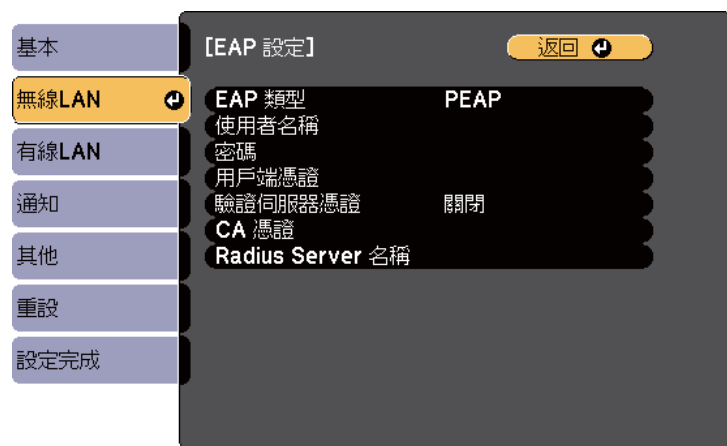 基本
無線LAN
有線LAN
通知
其他
重設
設定完成
[EAP 設定]
返回
EAP 類型 PEAP
使用者名稱
密碼
用戶端憑證
驗證伺服器憑證 關閉
CA 憑證
Radius Server 名稱